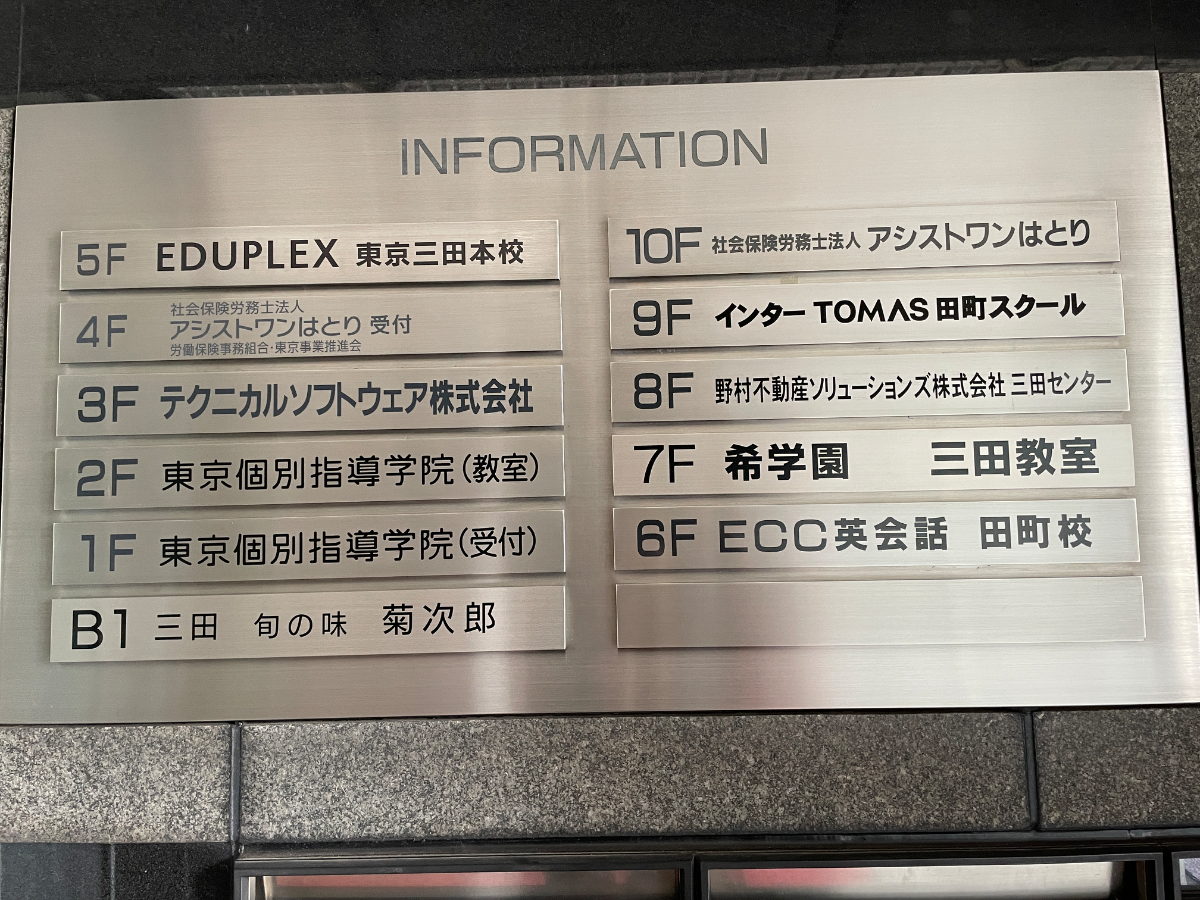 INFORMATION
5F EDUPLEX 東京三田本校
4F 社会保険労務士法人
アシストワンはとり 受付
労働保険事務組合・東京事業推進会
3F テクニカルソフトウェア株式会社
2F 東京個別指導学院(教室)
1F 東京個別指導学院(受付)
B1 三田 旬の味 菊次郎
10F 社会保険労務士法人 アシストワンはとり
9F インターTOMAS田町スクール
8F 野村不動産ソリューションズ株式会社 三田センター
7F 希学園 三田教室
6F ECC英会話 田町校